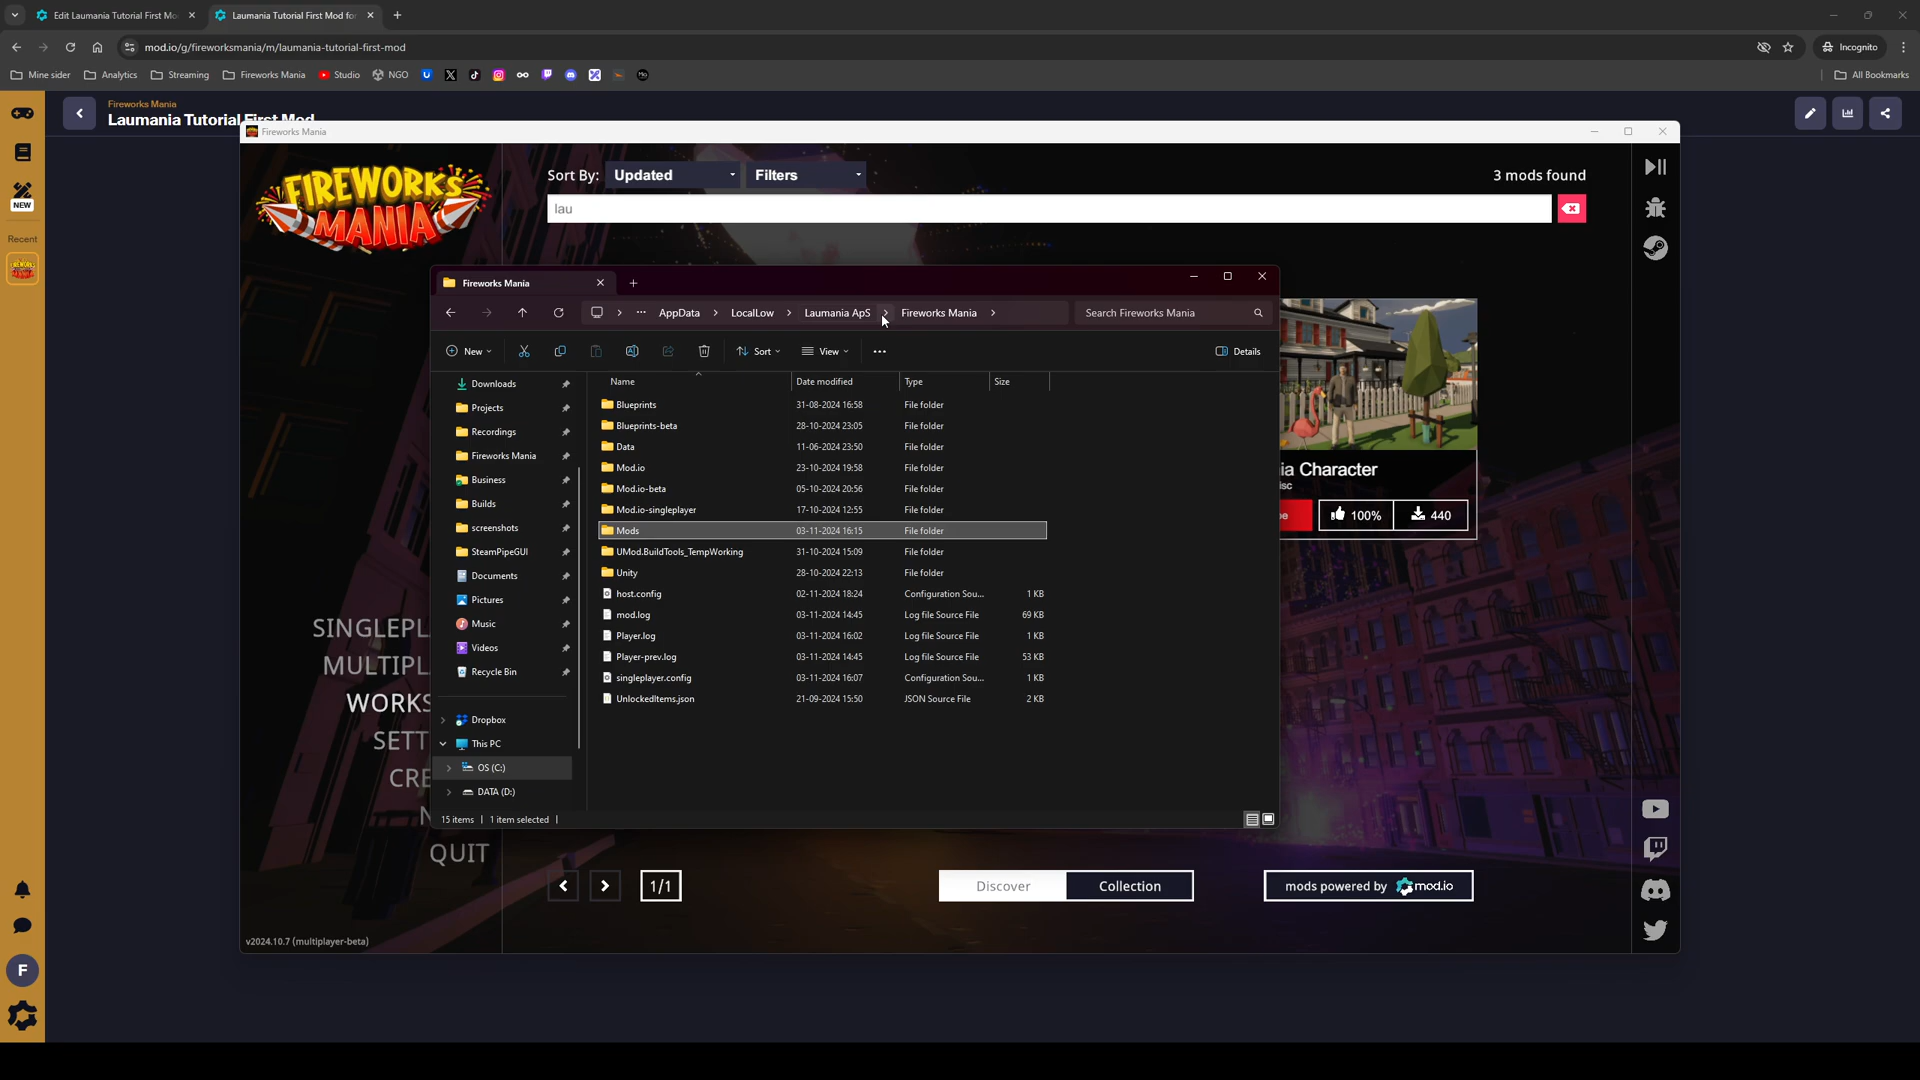 Edit Laumania Tutorial First Mo
Laumania Tutorial First Mod for
mod.io/g/fireworksmania/m/laumania-tutorial-first-mod
Incognito
Mine sider
Analytics
Streaming
Fireworks Mania
Studio
NGO
All Bookmarks
Fireworks Mania
Laumania Tutorial First Mod
NEW
Recent
F
Fireworks Mania
FIREWORKS
MANIA
Sort By:
Updated
Filters
3 mods found
lau
Fireworks Mania
AppData
LocalLow
Laumania ApS
Fireworks Mania
Search Fireworks Mania
New
Sort
View
Details
Downloads
Projects
Recordings
Fireworks Mania
Business
Builds
screenshots
SteamPipeGUI
Documents
Pictures
Music
Videos
Recycle Bin
Dropbox
This PC
OS (C:)
DATA (D:)
Name Date modified Type Size
Blueprints 31-08-2024 16:58 File folder
Blueprints-beta 28-10-2024 23:05 File folder
Data 11-06-2024 23:50 File folder
Mod.io 23-10-2024 19:58 File folder
Mod.io-beta 05-10-2024 20:56 File folder
Mod.io-singleplayer 17-10-2024 12:55 File folder
Mods 03-11-2024 16:15 File folder
UMod.BuildTools_TempWorking 31-10-2024 15:09 File folder
Unity 28-10-2024 22:13 File folder
host.config 02-11-2024 18:24 Configuration Sou... 1 KB
mod.log 03-11-2024 14:45 Log file Source File 69 KB
Player.log 03-11-2024 16:02 Log file Source File 1 KB
Player-prev.log 03-11-2024 14:45 Log file Source File 53 KB
singleplayer.config 03-11-2024 16:07 Configuration Sou... 1 KB
UnlockedItems.json 21-09-2024 15:50 JSON Source File 2 KB
15 items
1 item selected
ia Character
isc
be
100%
440
SINGLEPL
MULTIPL
WORKS
SETT
CRE
N
QUIT
1/1
Discover
Collection
mods powered by mod.io
v2024.10.7 (multiplayer-beta)